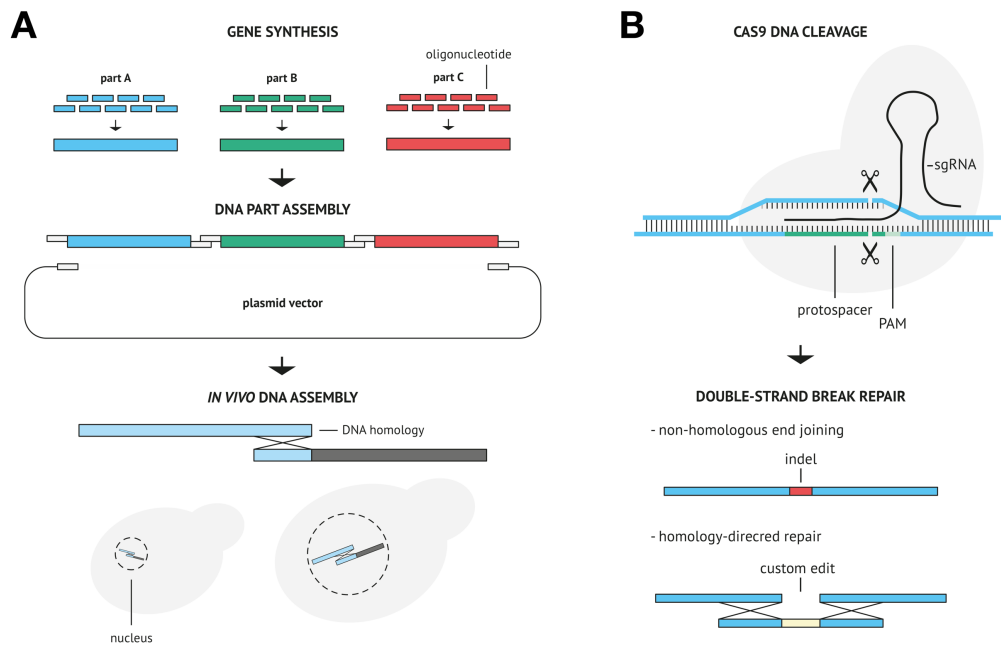 A
GENE SYNTHESIS
oligonucleotide
part A
part B
part C
DNA PART ASSEMBLY
plasmid vector
IN VIVO DNA ASSEMBLY
DNA homology
nucleus
B
CAS9 DNA CLEAVAGE
sgRNA
protospacer
PAM
DOUBLE-STRAND BREAK REPAIR
- non-homologous end joining
indel
- homology-direcred repair
custom edit